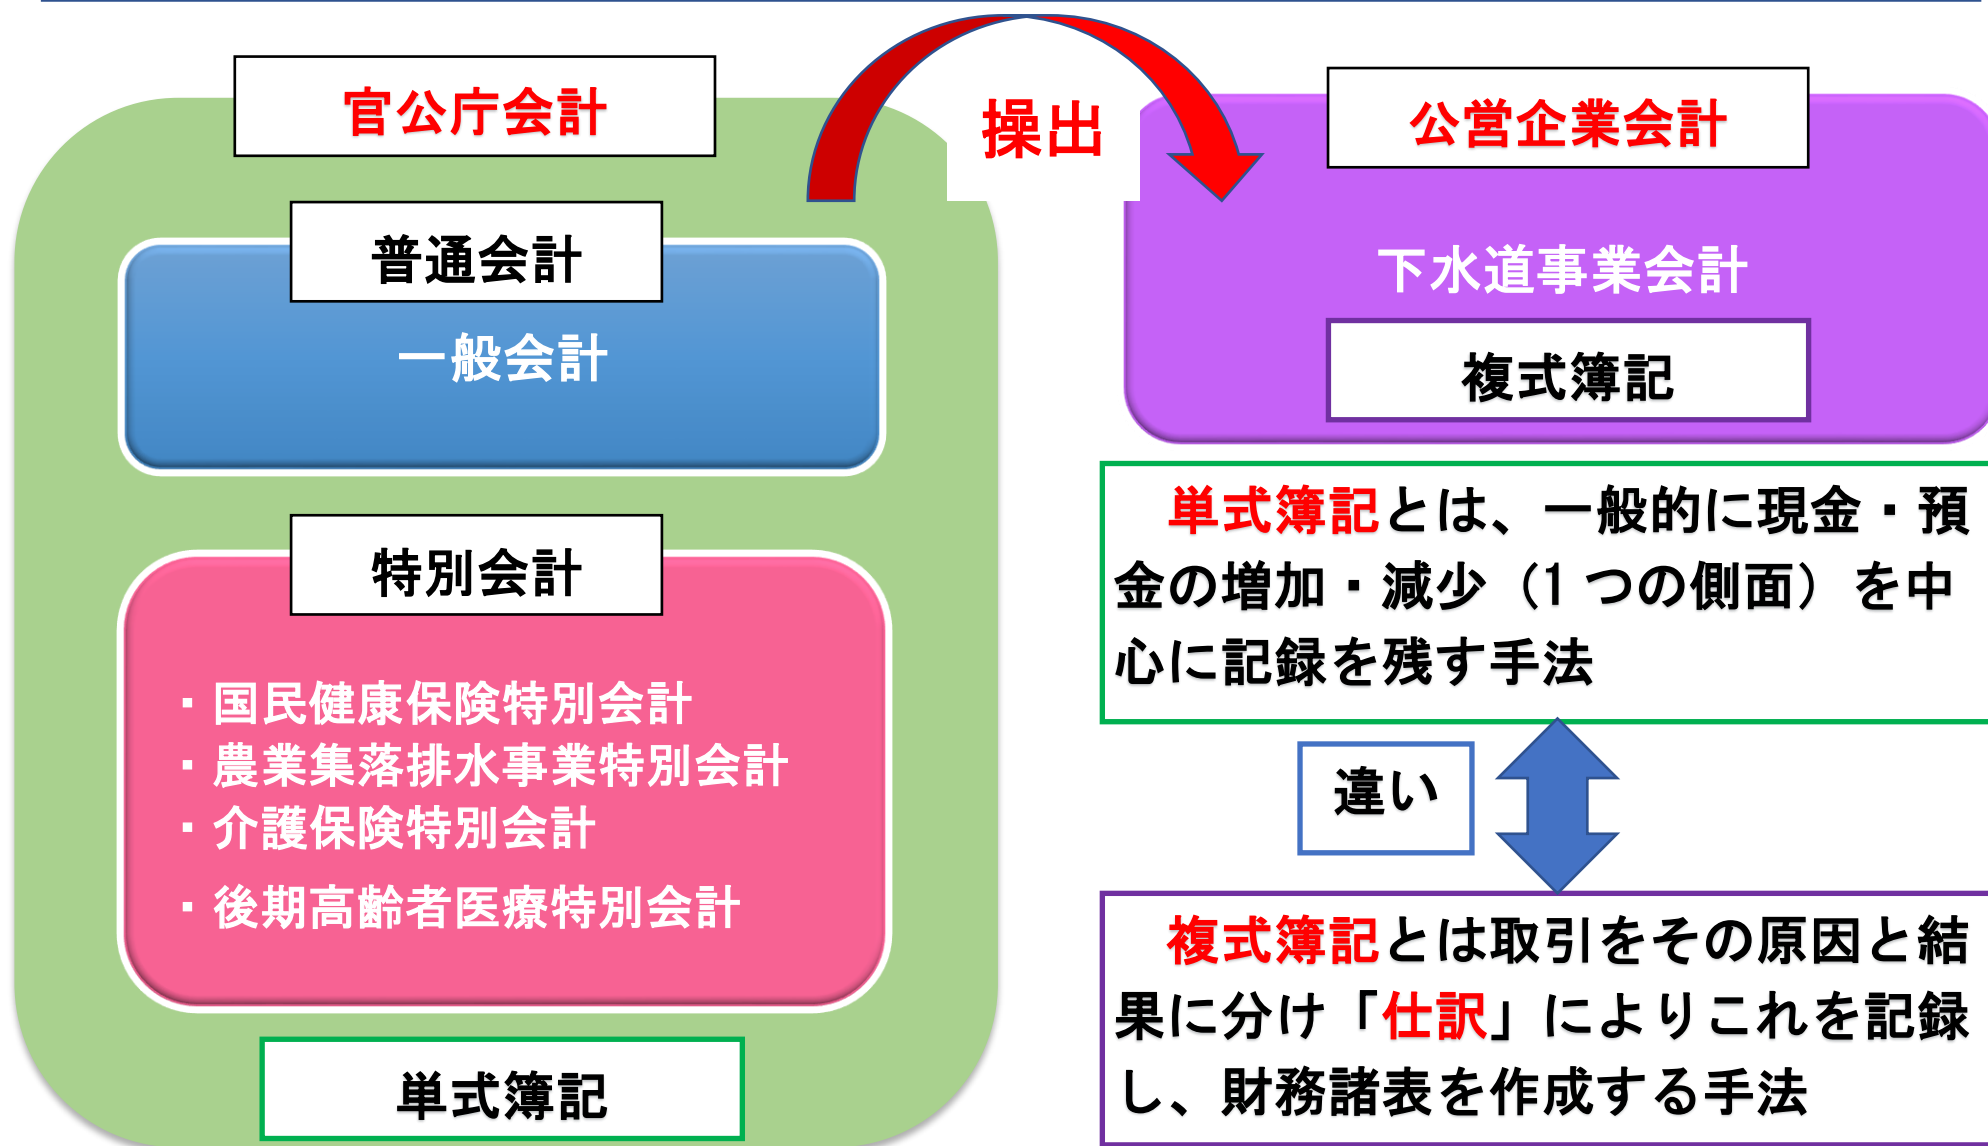 官公庁会計
普通会計
一般会計
特別会計
・国民健康保険特別会計
・農業集落排水事業特別会計
・介護保険特別会計
・後期高齢者医療特別会計
単式簿記
操出
公営企業会計
下水道事業会計
複式簿記
単式簿記とは、一般的に現金・預
金の増加・減少（1つの側面）を中
心に記録を残す手法
違い
複式簿記とは取引をその原因と結
果に分け「仕訳」によりこれを記録
し、財務諸表を作成する手法